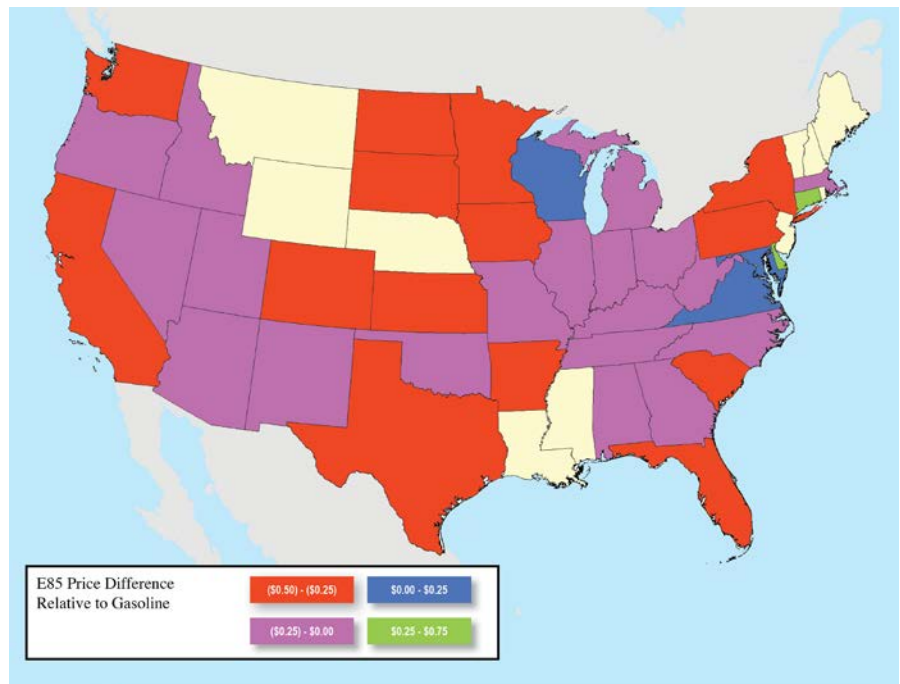 E85 Price Difference
Relative to Gasoline
($0.50) - ($0.25)
$0.00 - $0.25
($0.25) - $0.00
$0.25 - $0.75